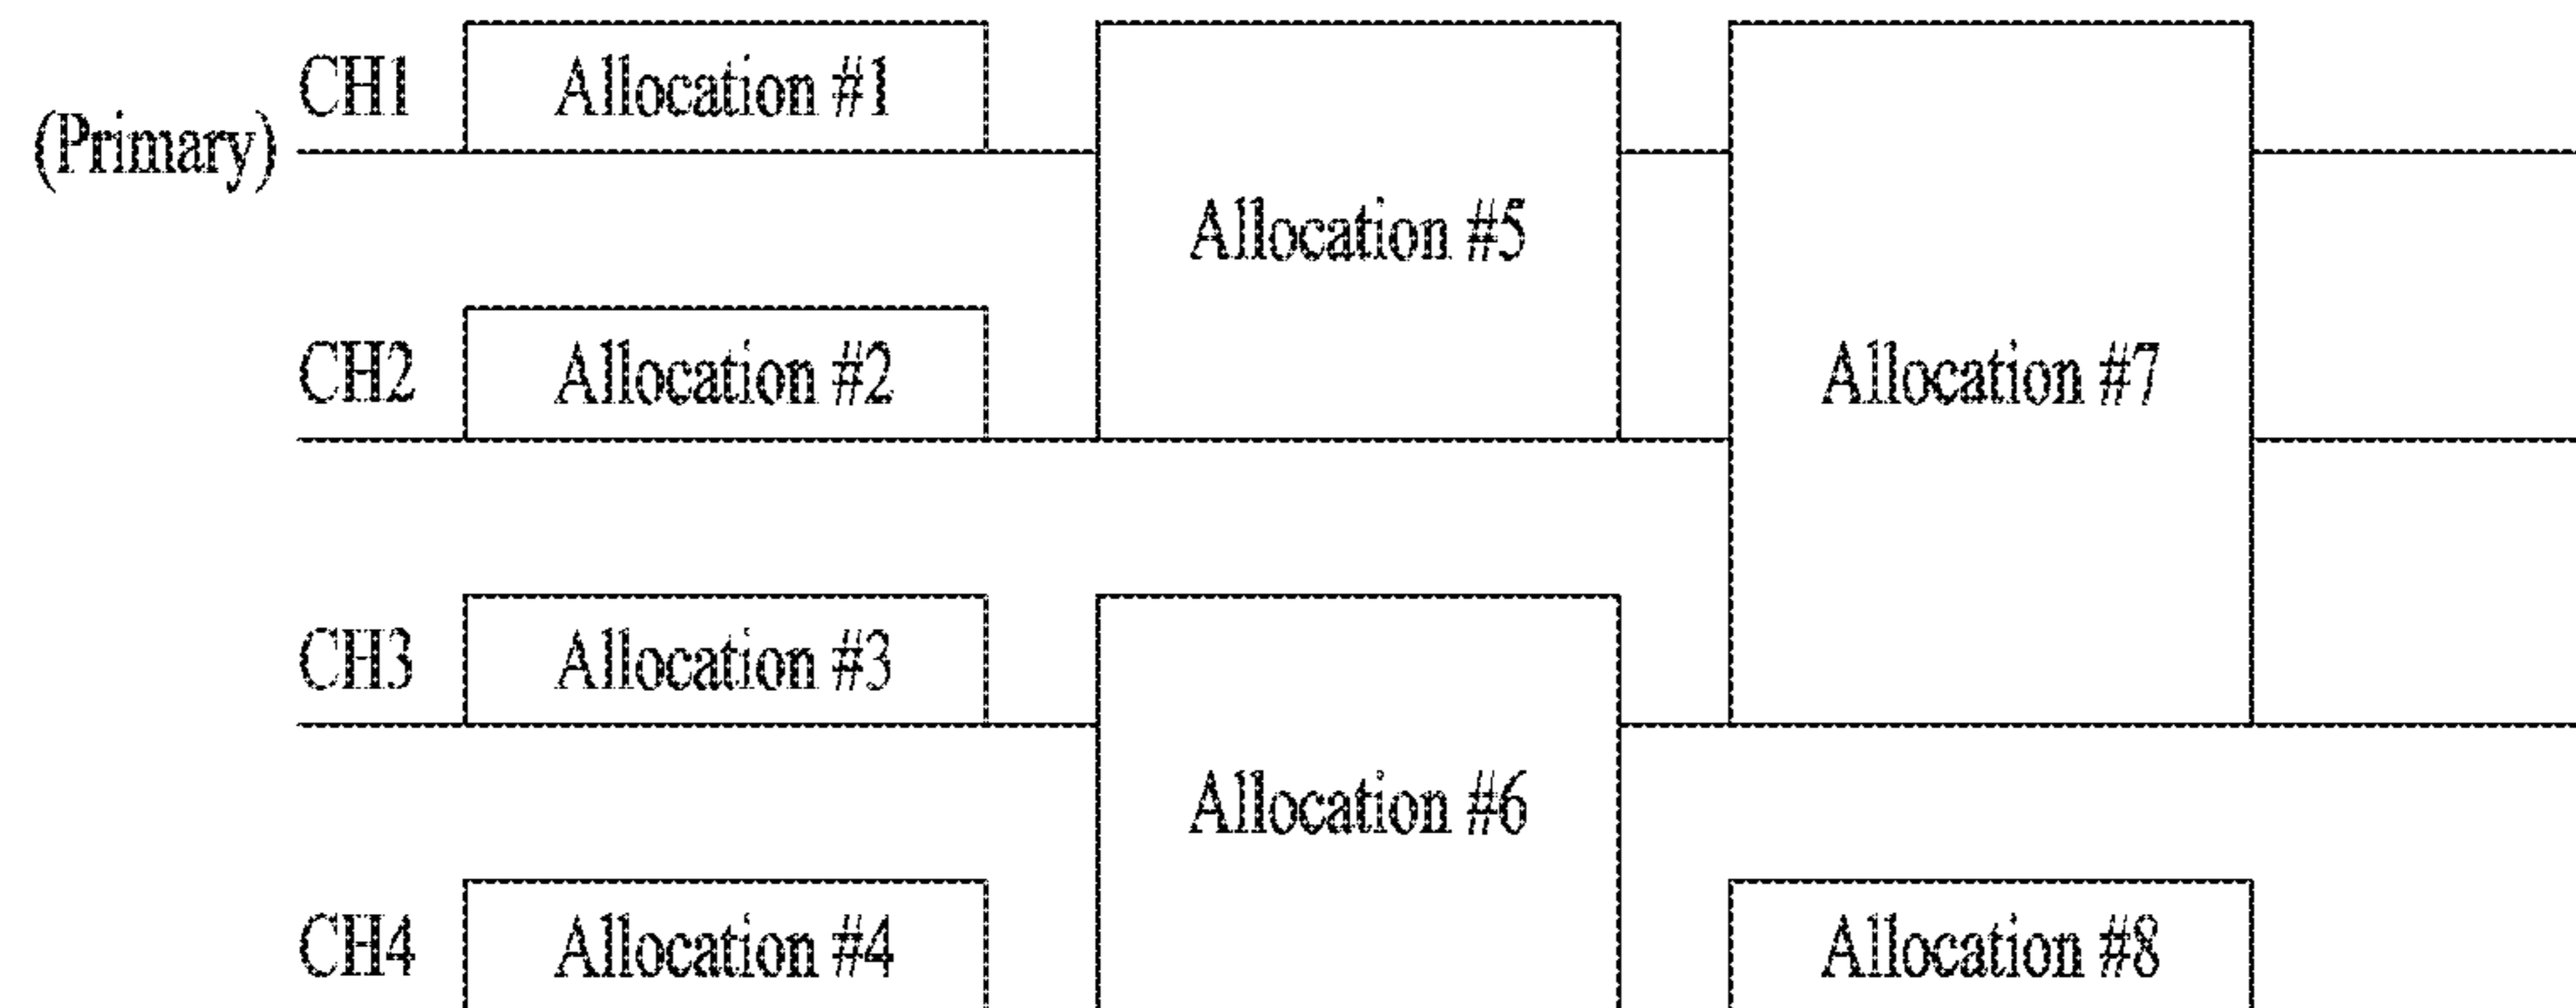 CH1 Allocation #1
(Primary)
Allocation #5
CH2 Allocation #2 Allocation #7
CH3 Allocation #3
Allocation #6
CH4 Allocation #4 Allocation #8